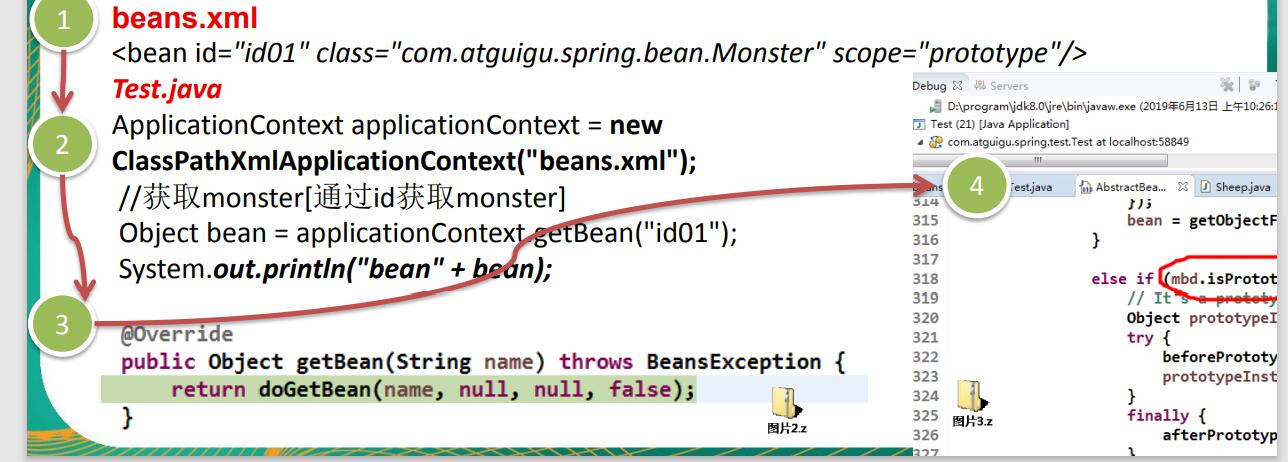 1
beans.xml
<bean id="id01" class="com.atguigu.spring.bean.Monster" scope="prototype"/>
Test.java
2
ApplicationContext applicationContext = new
ClassPathXmlApplicationContext("beans.xml");
//获取monster[通过id获取monster]
Object bean = applicationContext.getBean("id01");
System.out.println("bean" + bean);
3
@Override
public Object getBean(String name) throws BeansException {
return doGetBean(name, null, null, false);
}
图片2.z
Debug Servers
D:\program\jdk8.0\jre\bin\javaw.exe (2019年6月13日 上午10:26:1
Test (21) [Java Application]
com.atguigu.spring.test.Test at localhost:58849
4
Test.java AbstractBea... Sheep.java
314 });
315 bean = getObjectF
316 }
317
318 else if (mbd.isProtot
319 // It's a prototy
320 Object prototypeI
321 try {
322 beforePrototy
323 prototypeInst
324 }
325 finally {
326 afterPrototyp
327 }
图片3.z